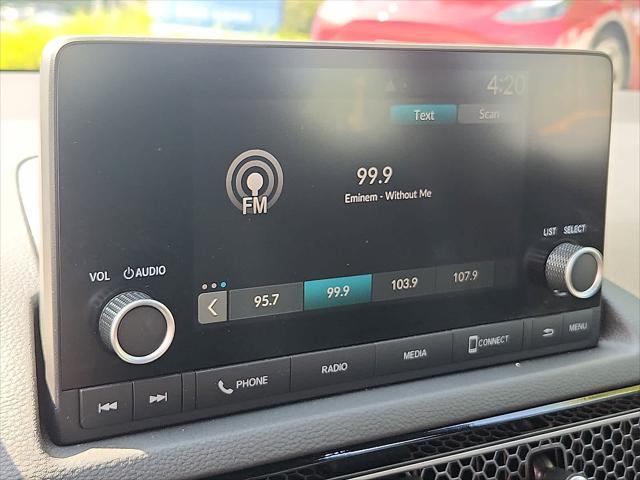 4:20
Text Scan
99.9
Eminem - Without Me
FM
LIST SELECT
VOL AUDIO
95.7 99.9 103.9 107.9
PHONE RADIO MEDIA CONNECT MENU